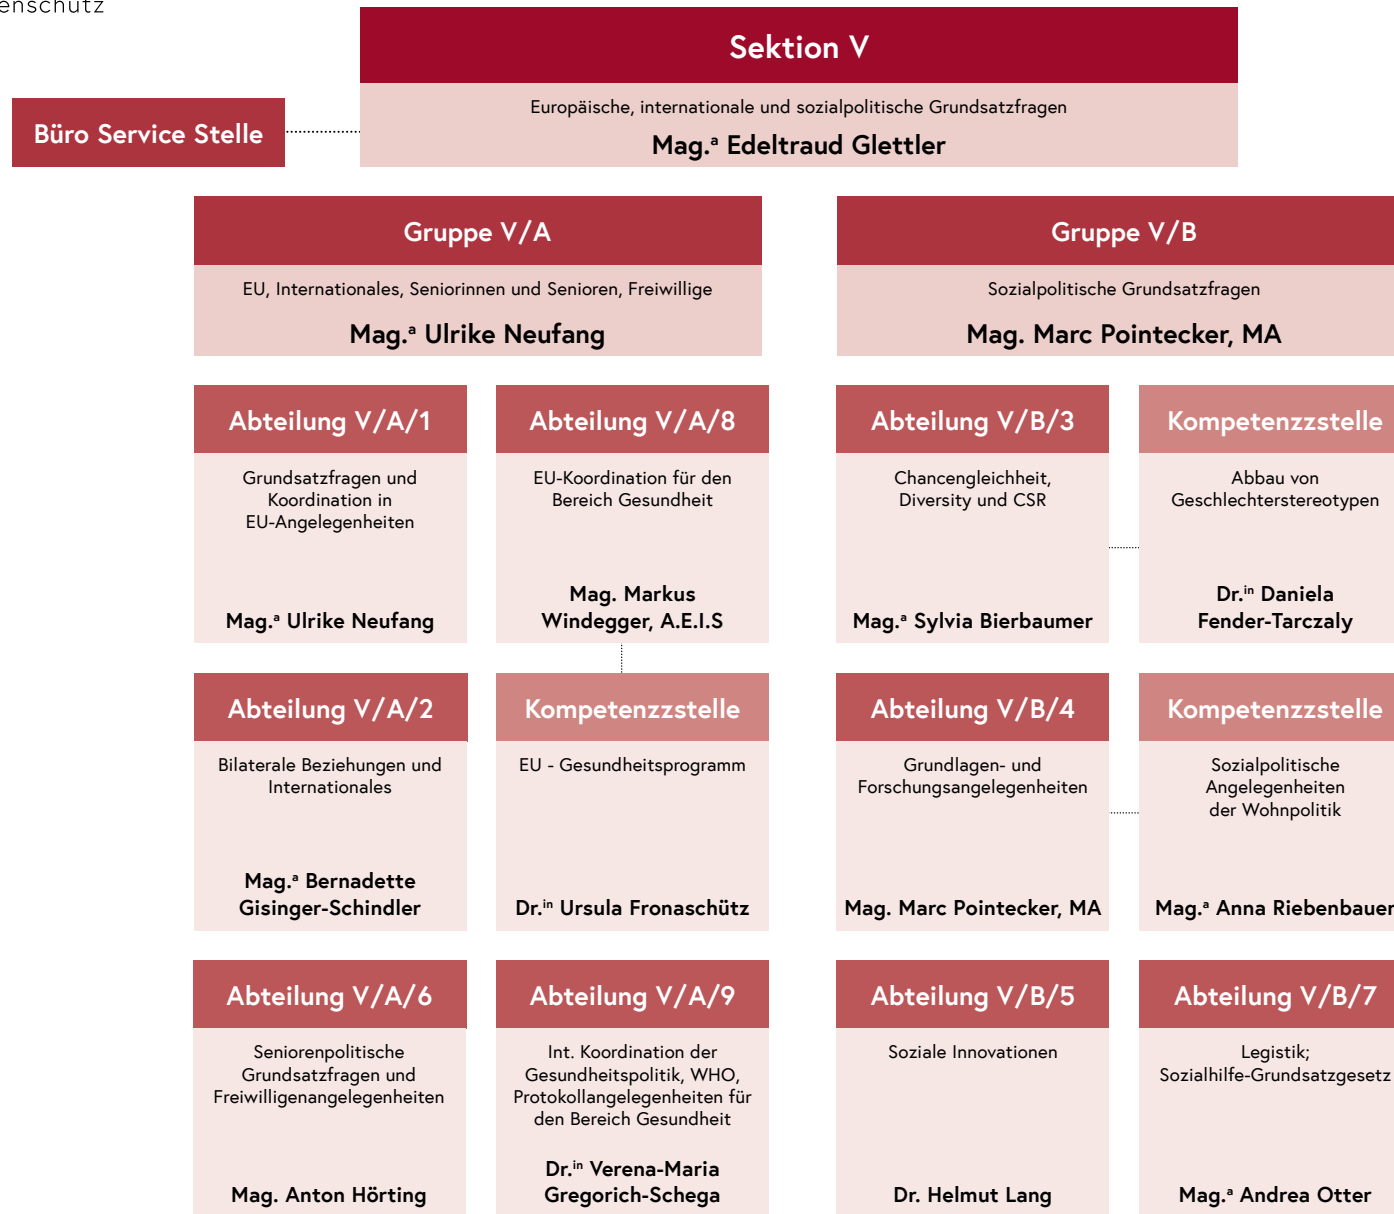 Sektion V
Europäische, internationale und sozialpolitische Grundsatzfragen
Mag.ª Edeltraud Glettler
Büro Service Stelle
Gruppe V/A
EU, Internationales, Seniorinnen und Senioren, Freiwillige
Mag.ª Ulrike Neufang
Gruppe V/B
Sozialpolitische Grundsatzfragen
Mag. Marc Pointecker, MA
Abteilung V/A/1
Grundsatzfragen und
Koordination in
EU-Angelegenheiten
Mag.ª Ulrike Neufang
Abteilung V/A/8
EU-Koordination für den
Bereich Gesundheit
Mag. Markus
Windegger, A.E.I.S
Abteilung V/B/3
Chancengleichheit,
Diversity und CSR
Mag.ª Sylvia Bierbaumer
Kompetenzzstelle
Abbau von
Geschlechterstereotypen
Dr.ⁱⁿ Daniela
Fender-Tarczaly
Abteilung V/A/2
Bilaterale Beziehungen und
Internationales
Mag.ª Bernadette
Gisinger-Schindler
Kompetenzzstelle
EU - Gesundheitsprogramm
Dr.ⁱⁿ Ursula Fronaschütz
Abteilung V/B/4
Grundlagen- und
Forschungsangelegenheiten
Mag. Marc Pointecker, MA
Kompetenzzstelle
Sozialpolitische
Angelegenheiten
der Wohnpolitik
Mag.ª Anna Riebenbauer
Abteilung V/A/6
Seniorenpolitische
Grundsatzfragen und
Freiwilligenangelegenheiten
Mag. Anton Hörting
Abteilung V/A/9
Int. Koordination der
Gesundheitspolitik, WHO,
Protokollangelegenheiten für
den Bereich Gesundheit
Dr.ⁱⁿ Verena-Maria
Gregorich-Schega
Abteilung V/B/5
Soziale Innovationen
Dr. Helmut Lang
Abteilung V/B/7
Legistik;
Sozialhilfe-Grundsatzgesetz
Mag.ª Andrea Otter